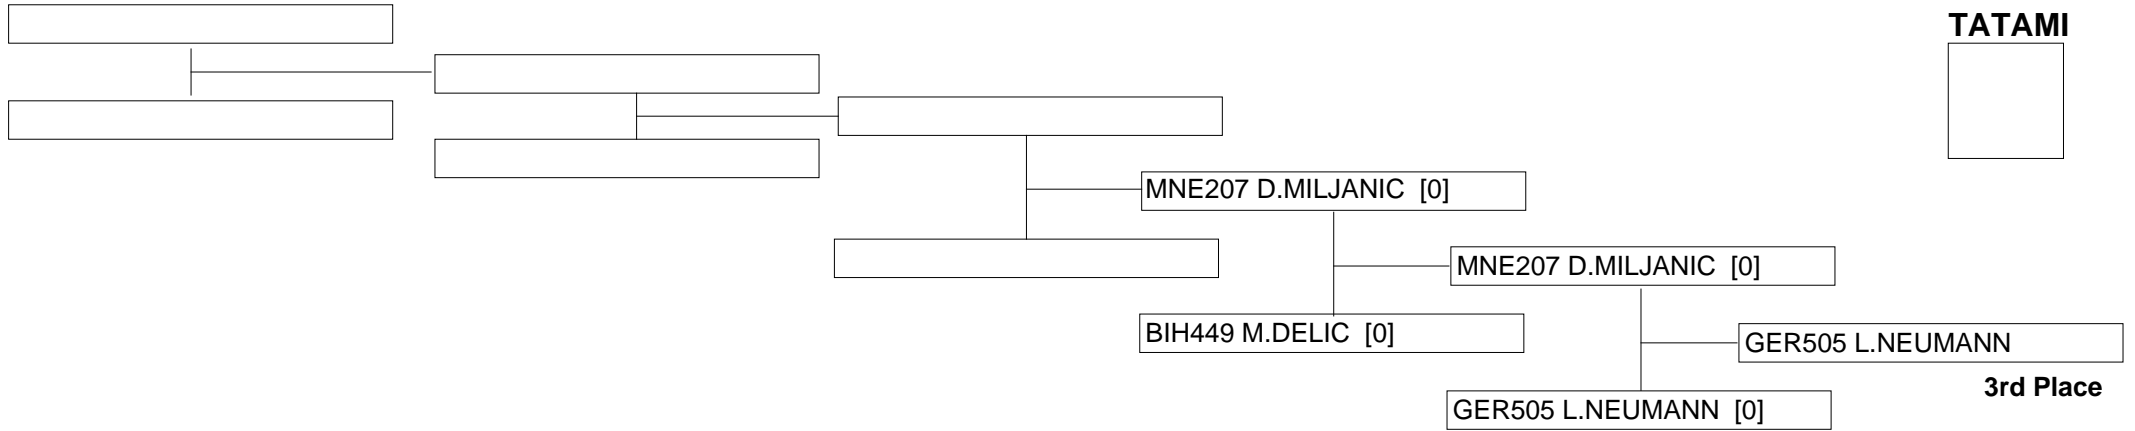 TATAMI
MNE207 D.MILJANIC [0]
MNE207 D.MILJANIC [0]
BIH449 M.DELIC [0]
GER505 L.NEUMANN
3rd Place
GER505 L.NEUMANN [0]